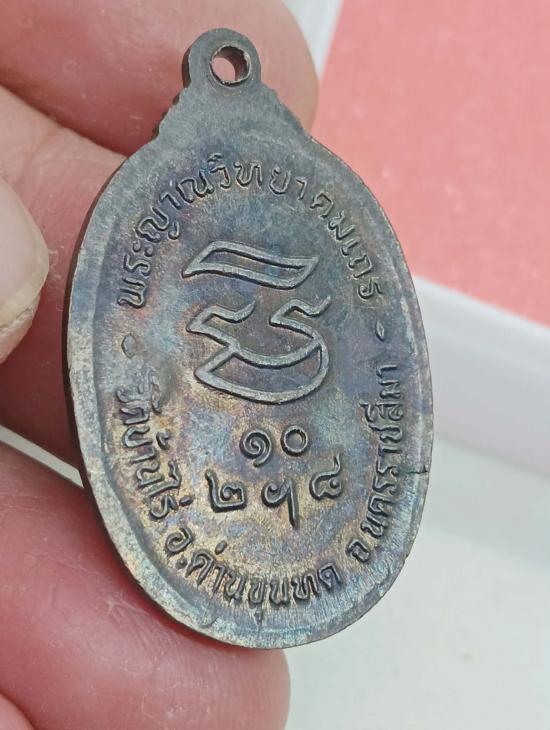 พระญาณวิทยาคมเถร
๑๐
๒๕๘
วัดบ้านไร่ อ.ด่านขุนทด จ.นครราชสีมา